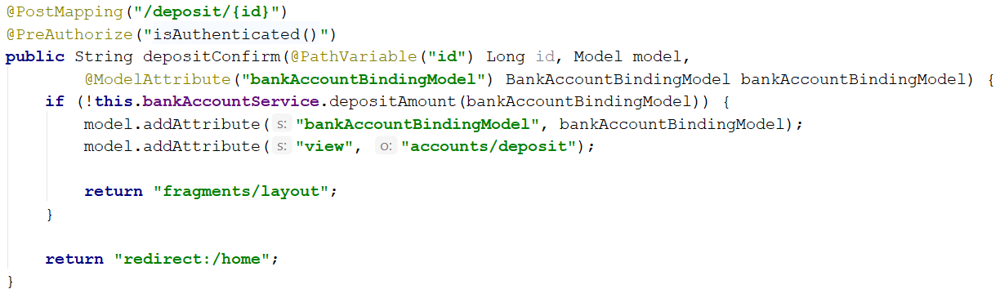 @PostMapping("/deposit/{id}")
@PreAuthorize("isAuthenticated()")
public String depositConfirm(@PathVariable("id") Long id, Model model,
        @ModelAttribute("bankAccountBindingModel") BankAccountBindingModel bankAccountBindingModel) {
    if (!this.bankAccountService.depositAmount(bankAccountBindingModel)) {
        model.addAttribute( s: "bankAccountBindingModel", bankAccountBindingModel);
        model.addAttribute( s: "view", o: "accounts/deposit");
        return "fragments/layout";
    }
    return "redirect:/home";
}